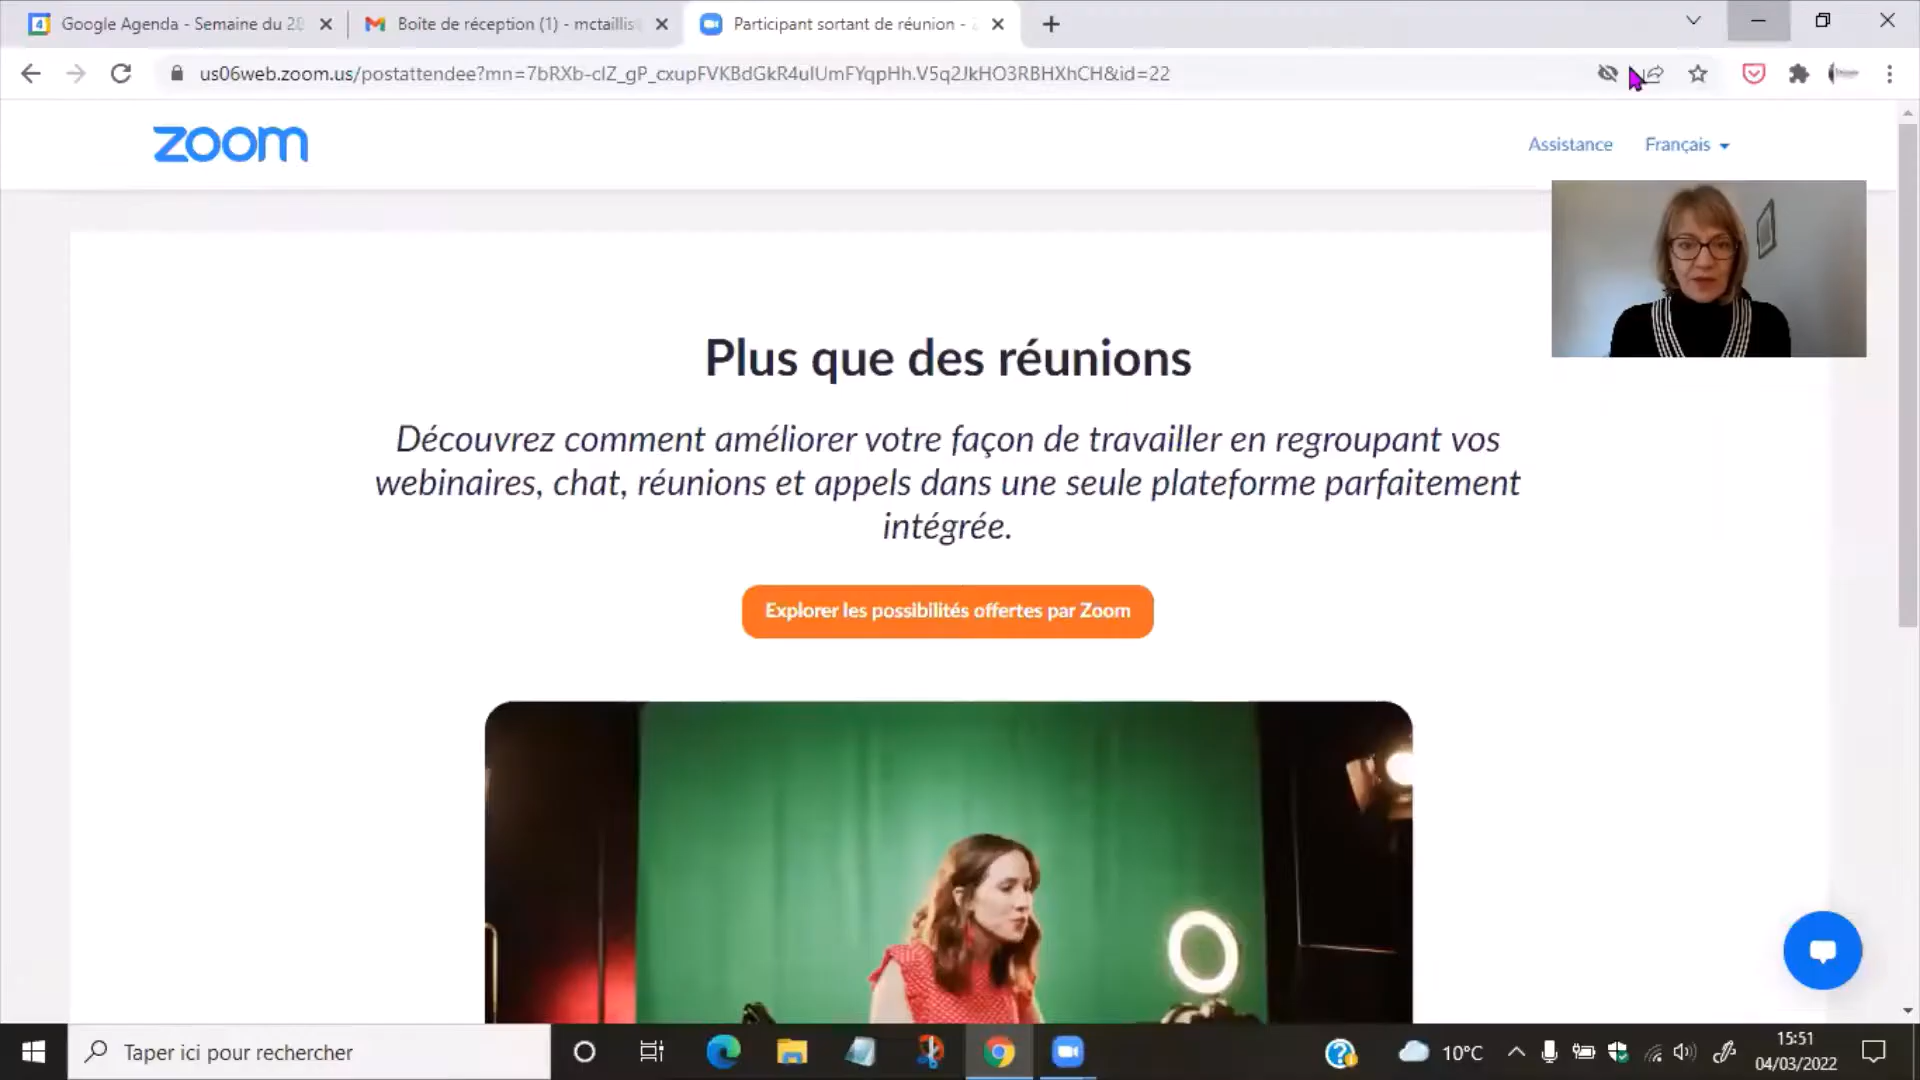 Google Agenda - Semaine du 28
Boîte de réception (1) - mctaillis
Participant sortant de réunion -
us06web.zoom.us/postattendee?mn=7bRXb-clZ_gP_cxupFVKBdGkR4ulUmFYqpHh.V5q2JkHO3RBHXhCH&id=22
zoom
Assistance
Français
Plus que des réunions
Découvrez comment améliorer votre façon de travailler en regroupant vos
webinaires, chat, réunions et appels dans une seule plateforme parfaitement
intégrée.
Explorer les possibilités offertes par Zoom
Taper ici pour rechercher
10°C
15:51
04/03/2022